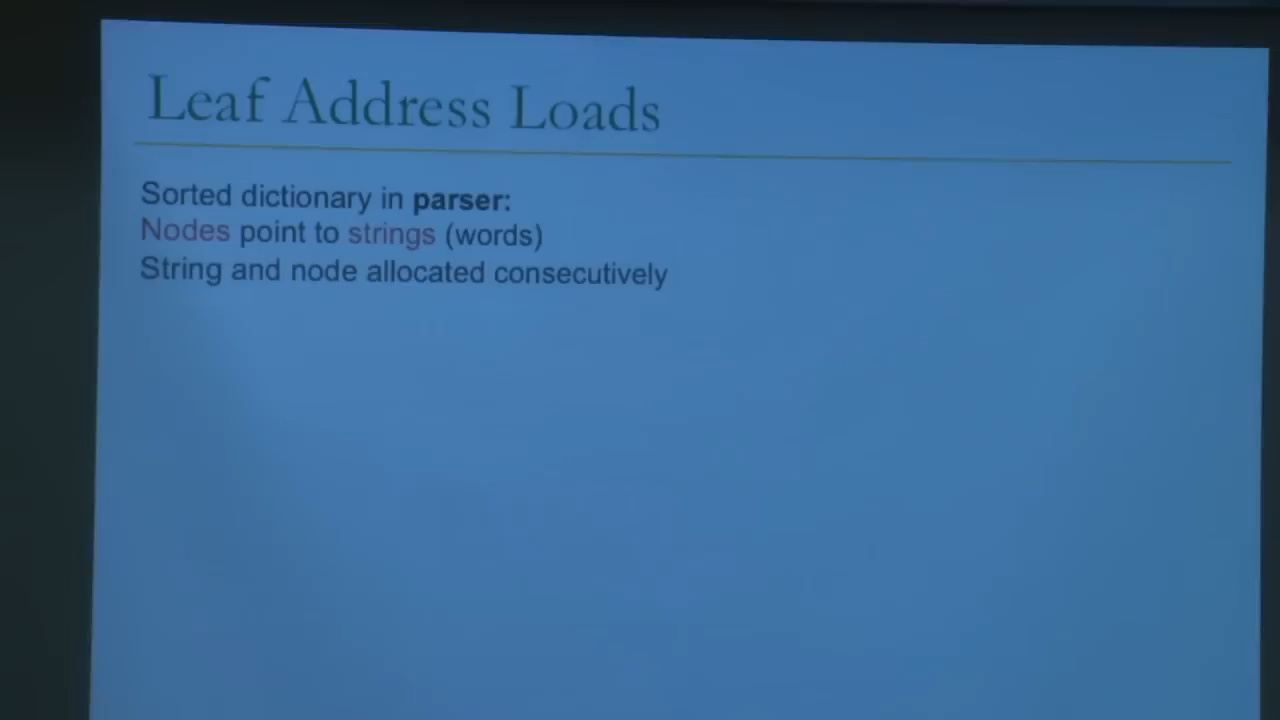 Leaf Address Loads
Sorted dictionary in parser:
Nodes point to strings (words)
String and node allocated consecutively